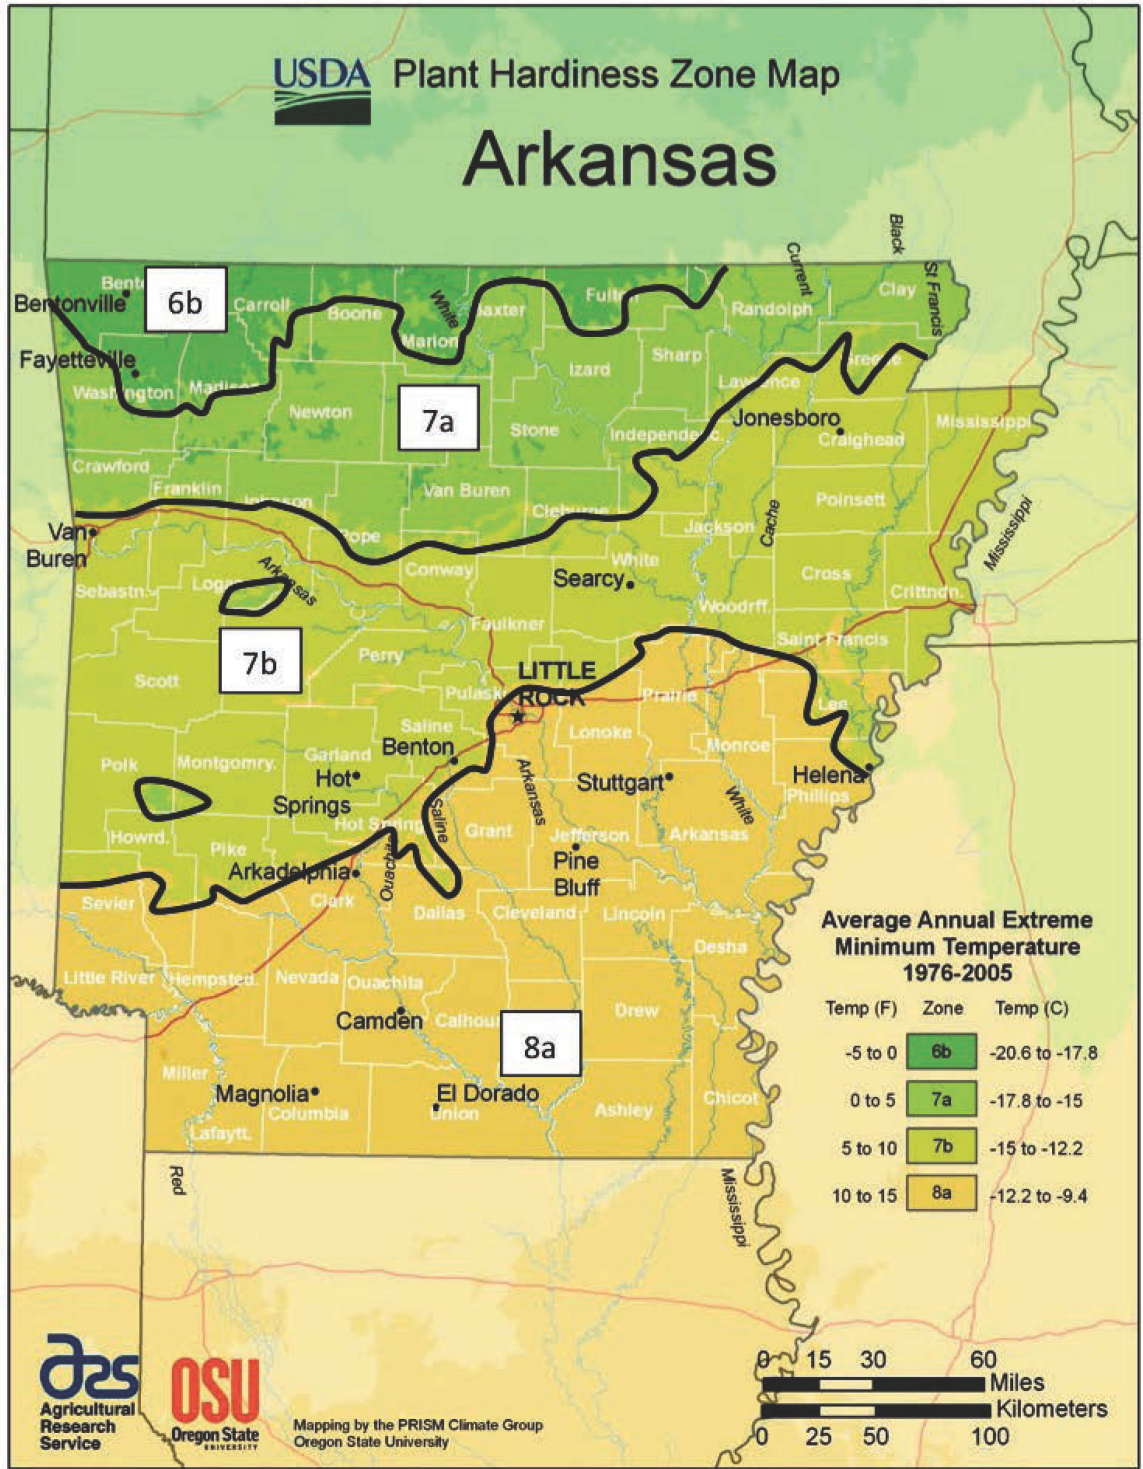 USDA
Plant Hardiness Zone Map
Arkansas
Current
Black
St Francis
6b
Carroll
Boone
White
Marion
Fulton
Randolph
Clay
Bentonville
Fayetteville
Washington
Sharp
Izard
Lawrence
Newton
7a
Stone
Jonesboro
Craighead
Mississippi
Crawford
Franklin
Van Buren
Cleburne
Poinsett
Pope
Jackson
Cache
Mississippi
Van
Buren
Conway
White
Searcy
Cross
Crittndn.
Sebastn.
Arkansas
Woodrff.
Faulkner
Saint Francis
7b
Perry
Scott
LITTLE
ROCK
Pulaski
Prairie
Lee
Saline
Lonoke
Monroe
Benton
Garland
Polk
Montgomry.
Hot
Springs
Arkansas
Stuttgart
White
Helena
Phillips
Saline
Hot Spring
Grant
Jefferson
Arkansas
Howrd.
Pike
Pine
Bluff
Arkadelphia
Ouachita
Clark
Sevier
Dallas
Cleveland
Lincoln
Desha
Little River
Hempsted.
Nevada
Ouachita
Camden
Calhoun
8a
Drew
Miller
Magnolia
Columbia
El Dorado
Union
Ashley
Chicot
Lafaytt.
Red
Mississippi
Average Annual Extreme
Minimum Temperature
1976-2005
Temp (F) Zone Temp (C)
-5 to 0 6b -20.6 to -17.8
0 to 5 7a -17.8 to -15
5 to 10 7b -15 to -12.2
10 to 15 8a -12.2 to -9.4
0 15 30 60
Miles
Kilometers
0 25 50 100
ars
Agricultural
Research
Service
OSU
Oregon State
UNIVERSITY
Mapping by the PRISM Climate Group
Oregon State University